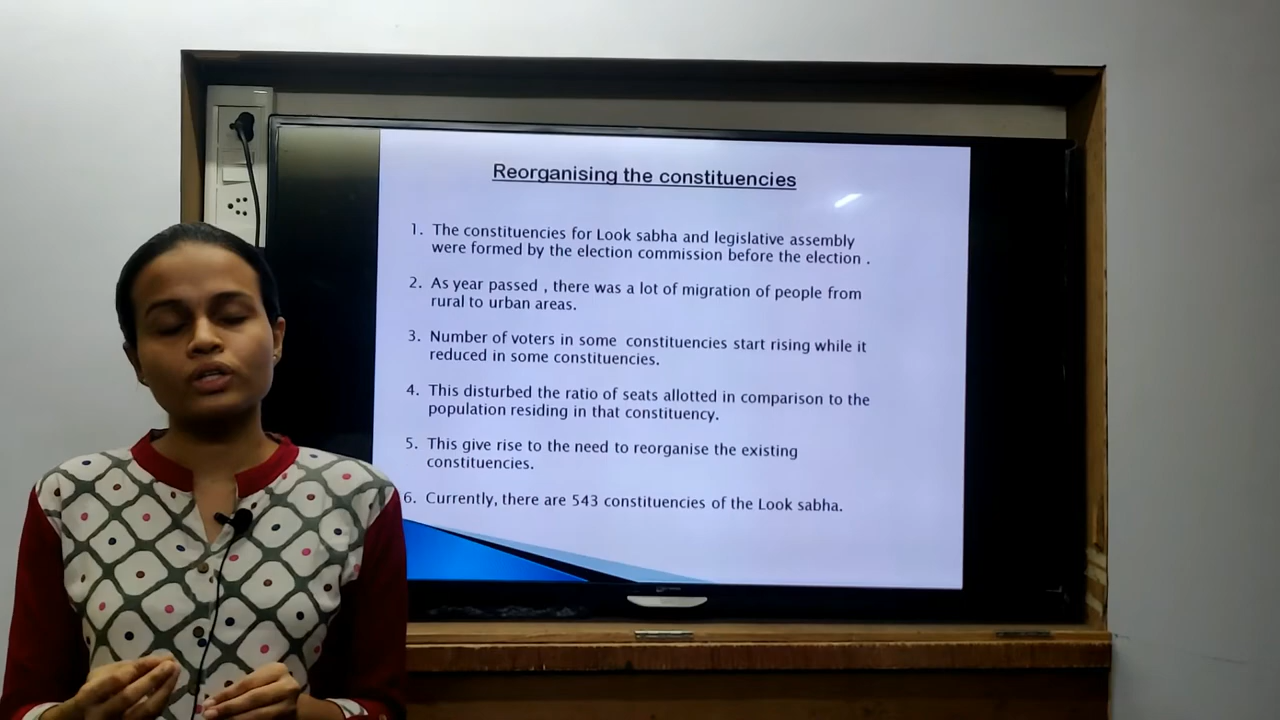 Reorganising the constituencies
1. The constituencies for Look sabha and legislative assembly
were formed by the election commission before the election .
2. As year passed , there was a lot of migration of people from
rural to urban areas.
3. Number of voters in some constituencies start rising while it
reduced in some constituencies.
4. This disturbed the ratio of seats allotted in comparison to the
population residing in that constituency.
5. This give rise to the need to reorganise the existing
constituencies.
6. Currently, there are 543 constituencies of the Look sabha.